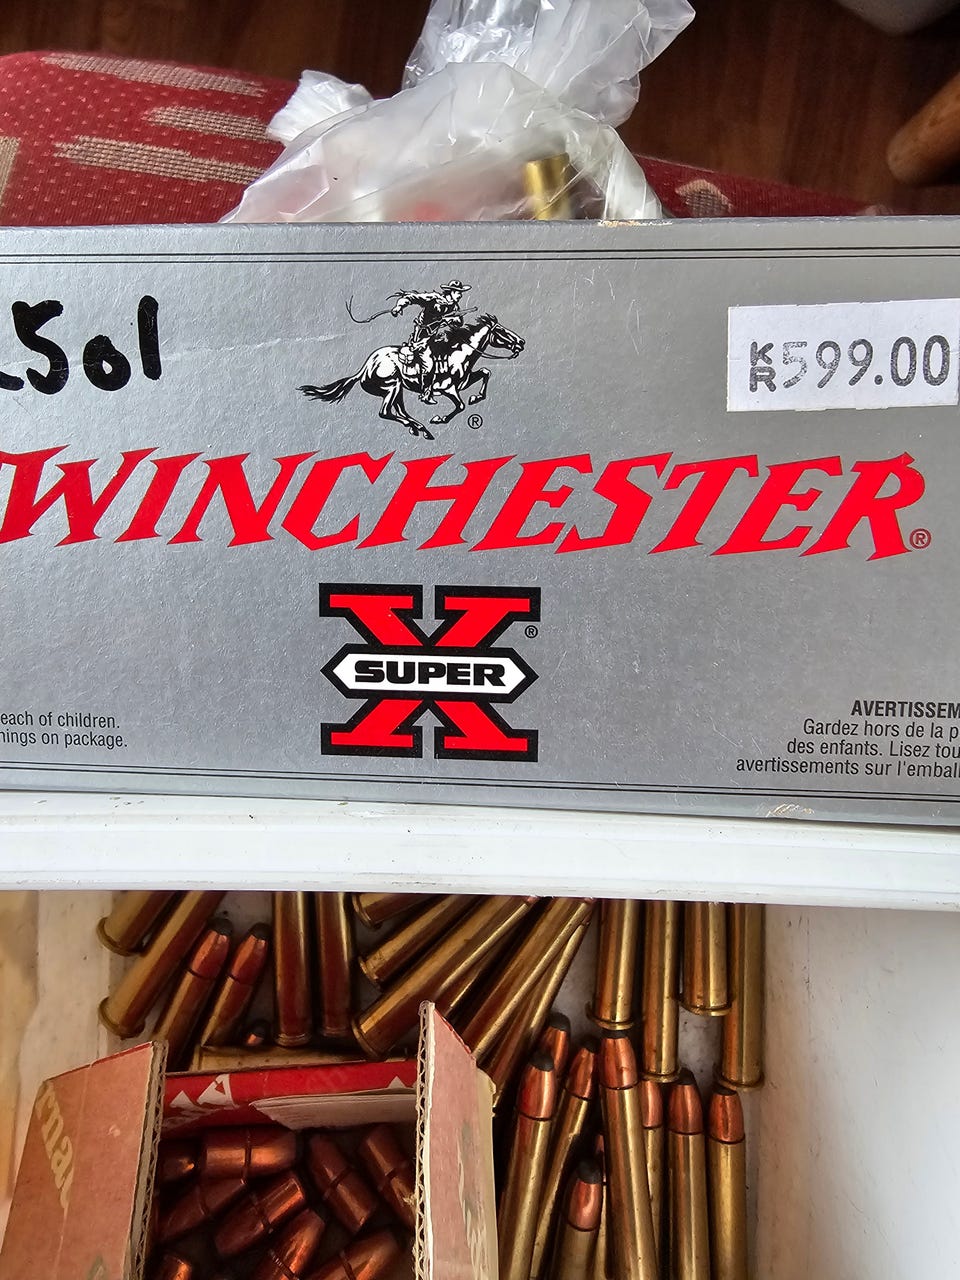 501
KR599.00
WINCHESTER®
SUPER X®
each of children.
AVERTISSEM
nings on package.
Gardez hors de la p
des enfants. Lisez tou
avertissements sur l'embal